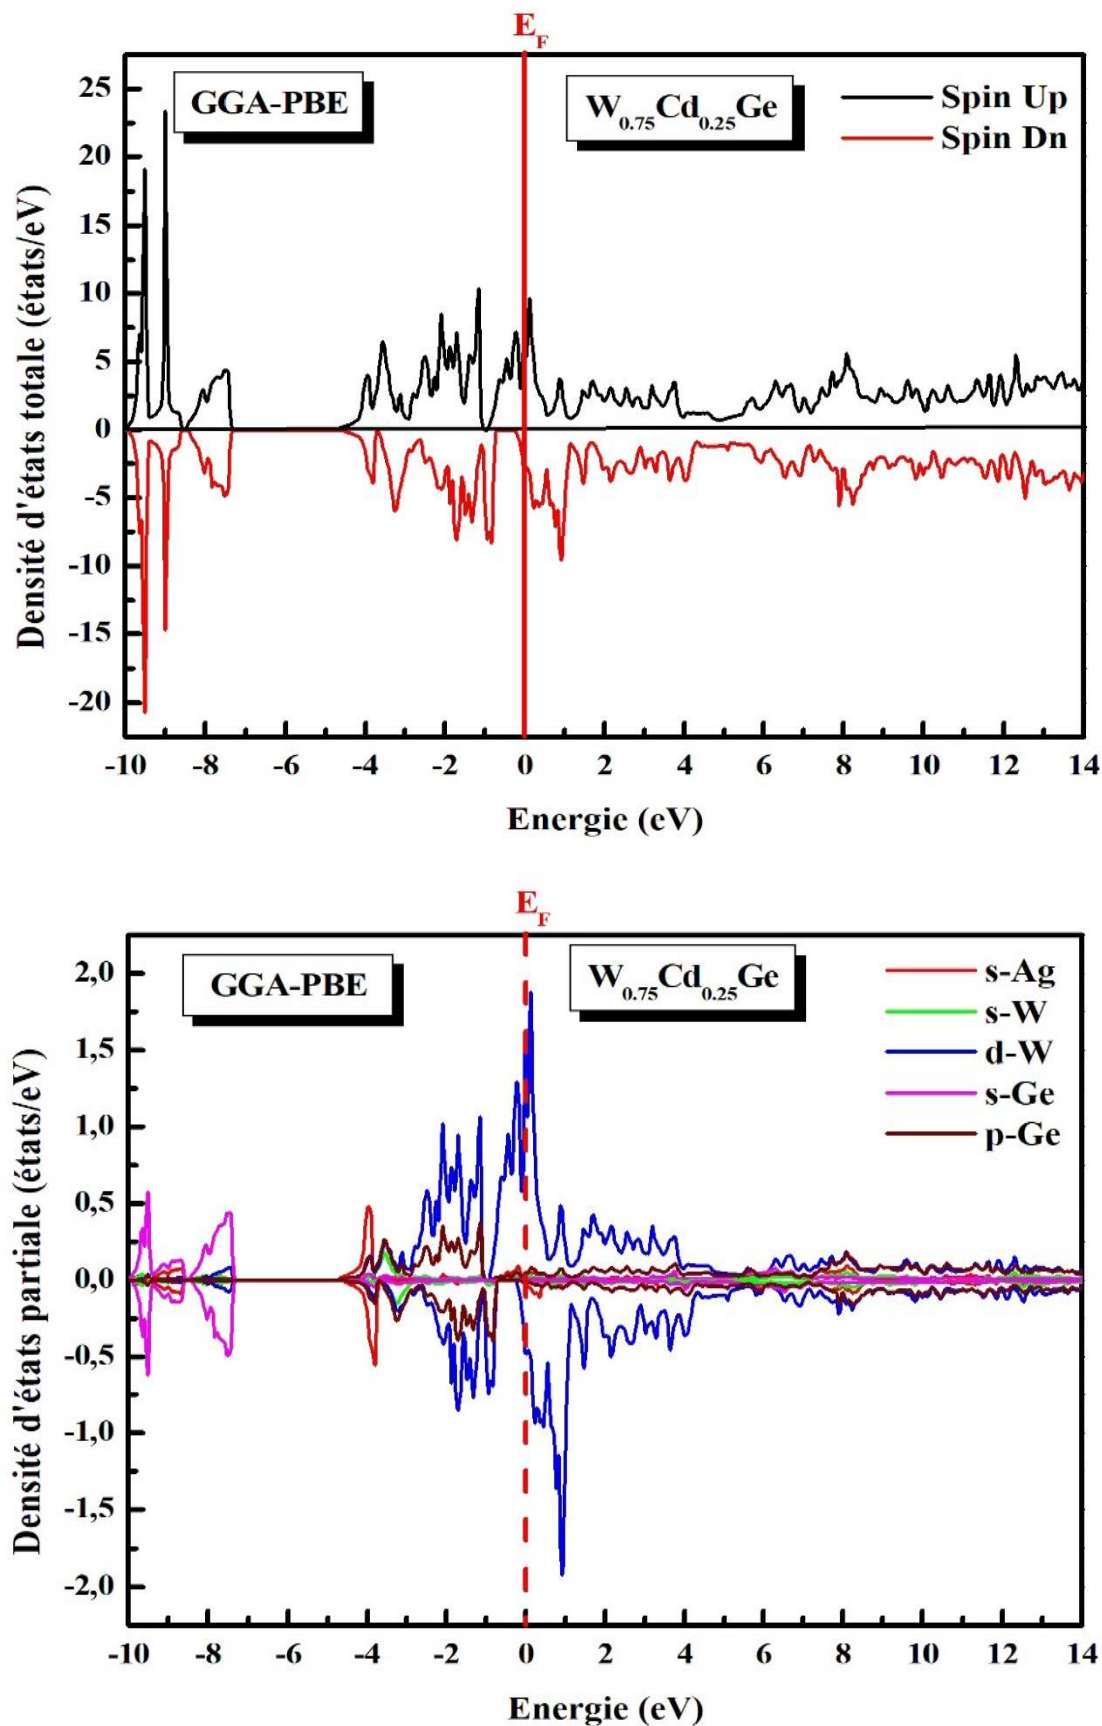 E_F
GGA-PBE
W_0.75Cd_0.25Ge
Spin Up
Spin Dn
25
20
15
10
5
0
-5
-10
-15
-20
Densité d'états totale (états/eV)
-10 -8 -6 -4 -2 0 2 4 6 8 10 12 14
Energie (eV)
E_F
GGA-PBE
W_0.75Cd_0.25Ge
s-Ag
s-W
d-W
s-Ge
p-Ge
2,0
1,5
1,0
0,5
0,0
-0,5
-1,0
-1,5
-2,0
Densité d'états partiale (états/eV)
-10 -8 -6 -4 -2 0 2 4 6 8 10 12 14
Energie (eV)